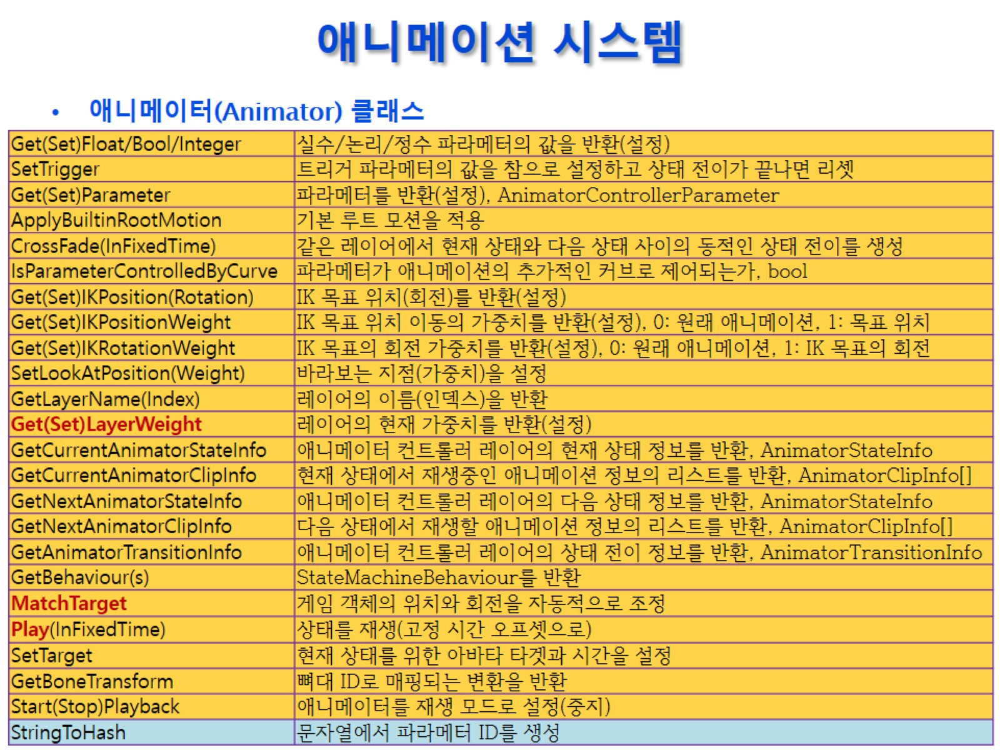 애니메이션 시스템
• 애니메이터(Animator) 클래스
Get(Set)Float/Bool/Integer 실수/논리/정수 파라메터의 값을 반환(설정)
SetTrigger 트리거 파라메터의 값을 참으로 설정하고 상태 전이가 끝나면 리셋
Get(Set)Parameter 파라메터를 반환(설정), AnimatorControllerParameter
ApplyBuiltinRootMotion 기본 루트 모션을 적용
CrossFade(InFixedTime) 같은 레이어에서 현재 상태와 다음 상태 사이의 동적인 상태 전이를 생성
IsParameterControlledByCurve 파라메터가 애니메이션의 추가적인 커브로 제어되는가, bool
Get(Set)IKPosition(Rotation) IK 목표 위치(회전)를 반환(설정)
Get(Set)IKPositionWeight IK 목표 위치 이동의 가중치를 반환(설정), 0: 원래 애니메이션, 1: 목표 위치
Get(Set)IKRotationWeight IK 목표의 회전 가중치를 반환(설정), 0: 원래 애니메이션, 1: IK 목표의 회전
SetLookAtPosition(Weight) 바라보는 지점(가중치)을 설정
GetLayerName(Index) 레이어의 이름(인덱스)을 반환
Get(Set)LayerWeight 레이어의 현재 가중치를 반환(설정)
GetCurrentAnimatorStateInfo 애니메이터 컨트롤러 레이어의 현재 상태 정보를 반환, AnimatorStateInfo
GetCurrentAnimatorClipInfo 현재 상태에서 재생중인 애니메이션 정보의 리스트를 반환, AnimatorClipInfo[]
GetNextAnimatorStateInfo 애니메이터 컨트롤러 레이어의 다음 상태 정보를 반환, AnimatorStateInfo
GetNextAnimatorClipInfo 다음 상태에서 재생할 애니메이션 정보의 리스트를 반환, AnimatorClipInfo[]
GetAnimatorTransitionInfo 애니메이터 컨트롤러 레이어의 상태 전이 정보를 반환, AnimatorTransitionInfo
GetBehaviour(s) StateMachineBehaviour를 반환
MatchTarget 게임 객체의 위치와 회전을 자동적으로 조정
Play(InFixedTime) 상태를 재생(고정 시간 오프셋으로)
SetTarget 현재 상태를 위한 아바타 타겟과 시간을 설정
GetBoneTransform 뼈대 ID로 매핑되는 변환을 반환
Start(Stop)Playback 애니메이터를 재생 모드로 설정(중지)
StringToHash 문자열에서 파라메터 ID를 생성